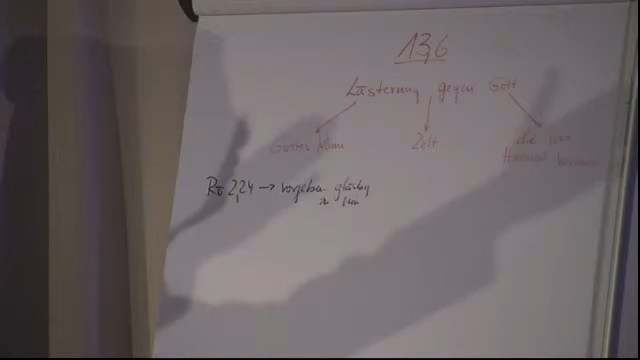 13,6
Lästerung gegen Gott
Gottes Name Zelt die im
Himmel wohnen
Rö 2,24 → vorgeben gläubig
zu sein